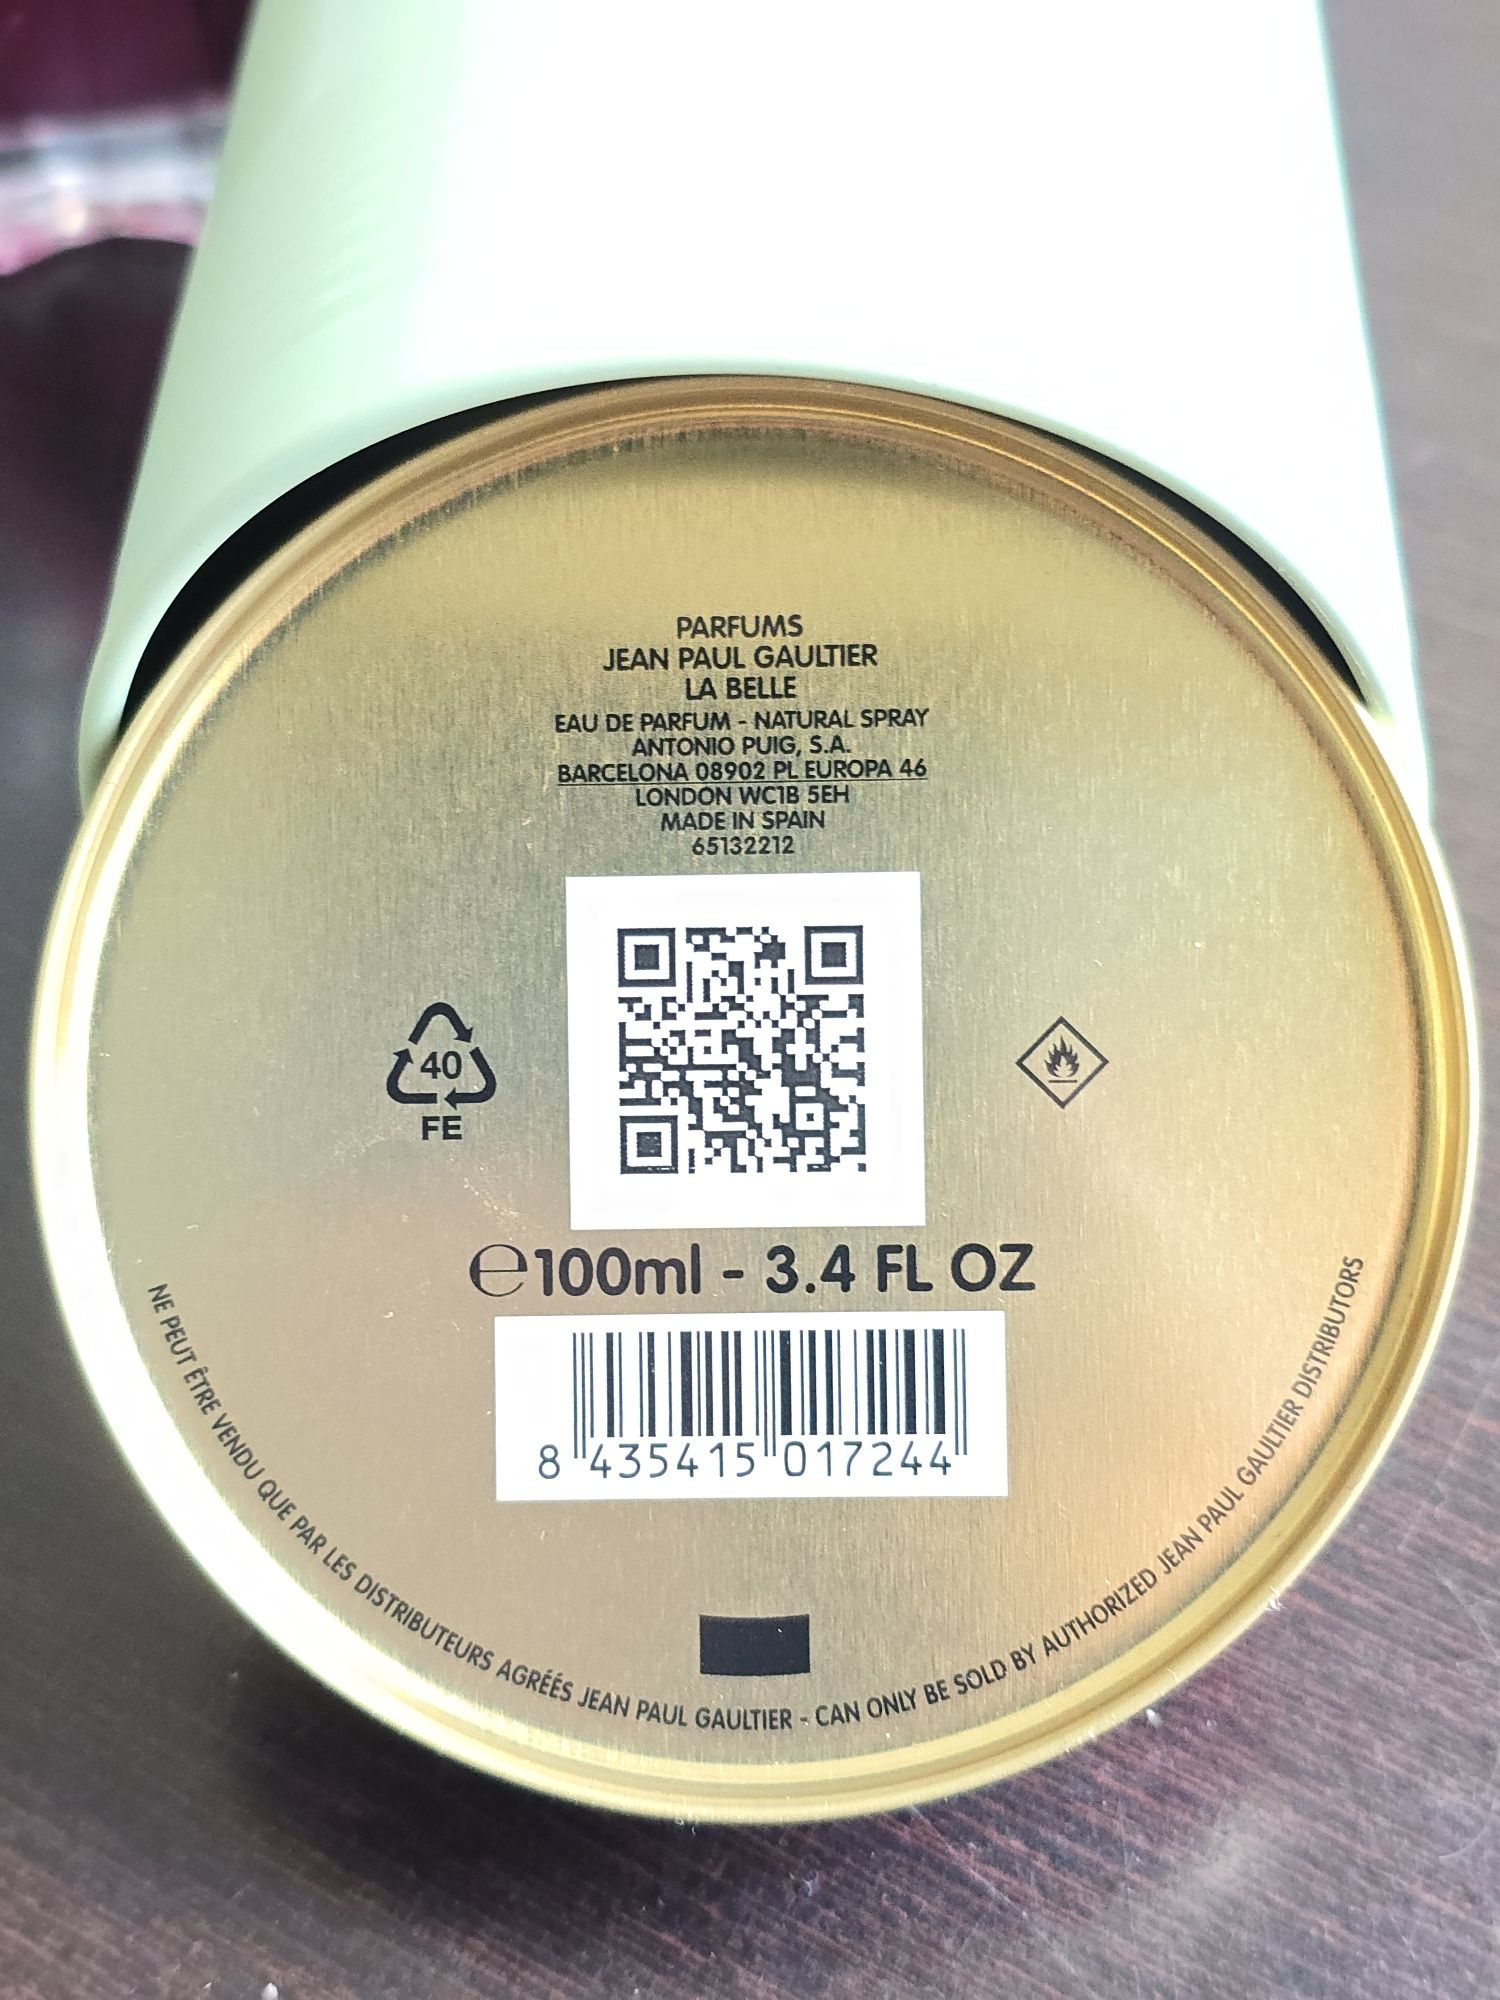 PARFUMS
JEAN PAUL GAULTIER
LA BELLE
EAU DE PARFUM - NATURAL SPRAY
ANTONIO PUIG, S.A.
BARCELONA 08902 PL EUROPA 46
LONDON WC1B 5EH
MADE IN SPAIN
65132212
40
FE
℮100ml - 3.4 FL OZ
8 435415 017244
NE PEUT ÊTRE VENDU QUE PAR LES DISTRIBUTEURS AGRÉÉS JEAN PAUL GAULTIER - CAN ONLY BE SOLD BY AUTHORIZED JEAN PAUL GAULTIER DISTRIBUTORS